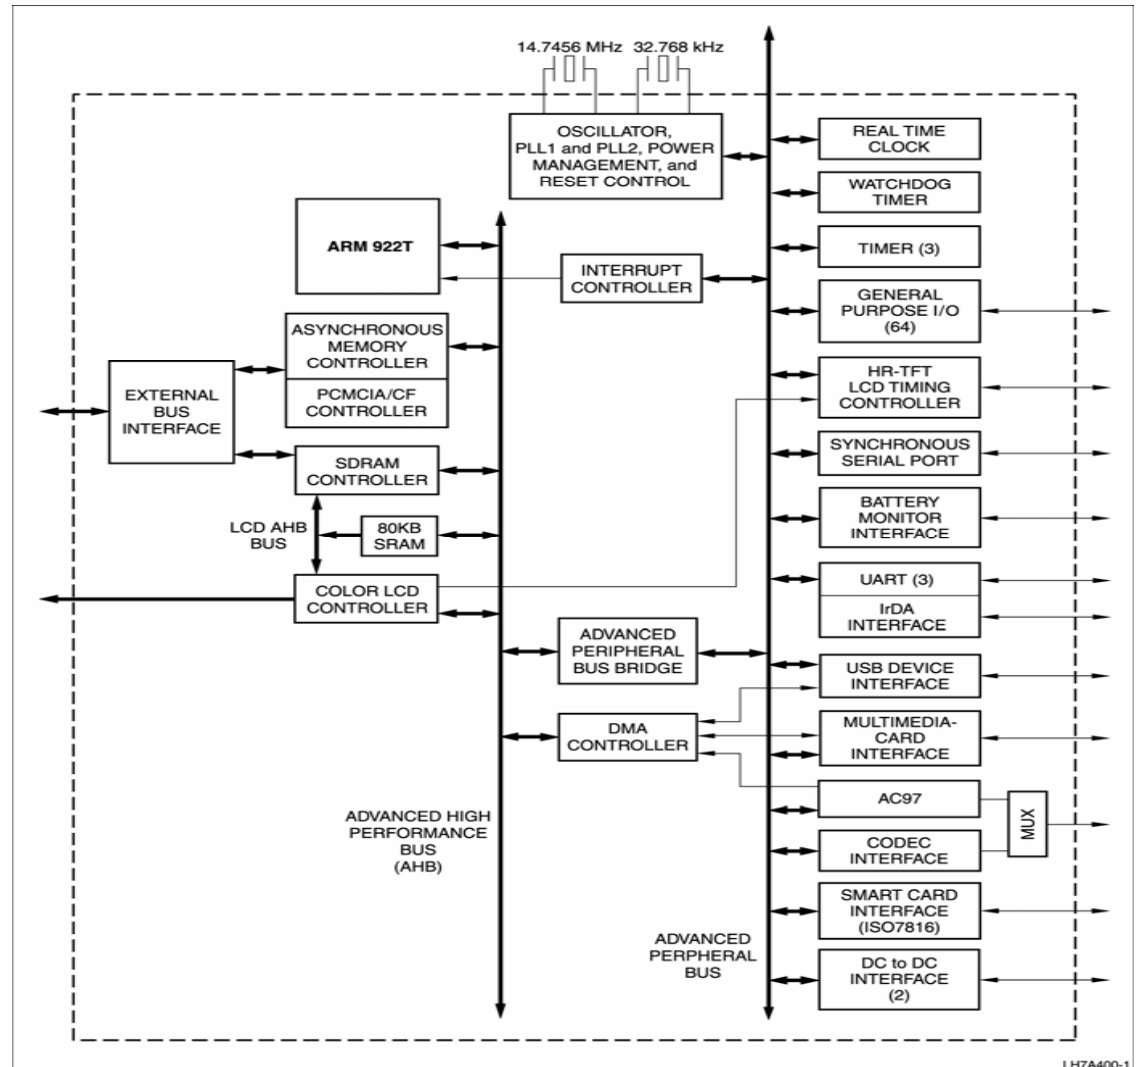 14.7456 MHz 32.768 kHz
OSCILLATOR,
PLL1 and PLL2, POWER
MANAGEMENT, and
RESET CONTROL
REAL TIME
CLOCK
WATCHDOG
TIMER
ARM 922T
TIMER (3)
INTERRUPT
CONTROLLER
GENERAL
PURPOSE I/O
(64)
ASYNCHRONOUS
MEMORY
CONTROLLER
PCMCIA/CF
CONTROLLER
EXTERNAL
BUS
INTERFACE
HR-TFT
LCD TIMING
CONTROLLER
SDRAM
CONTROLLER
SYNCHRONOUS
SERIAL PORT
LCD AHB
BUS
80KB
SRAM
BATTERY
MONITOR
INTERFACE
COLOR LCD
CONTROLLER
UART (3)
IrDA
INTERFACE
ADVANCED
PERIPHERAL
BUS BRIDGE
USB DEVICE
INTERFACE
DMA
CONTROLLER
MULTIMEDIA-
CARD
INTERFACE
AC97
MUX
ADVANCED HIGH
PERFORMANCE
BUS
(AHB)
CODEC
INTERFACE
SMART CARD
INTERFACE
(ISO7816)
ADVANCED
PERPHERAL
BUS
DC to DC
INTERFACE
(2)
LH7A400-1